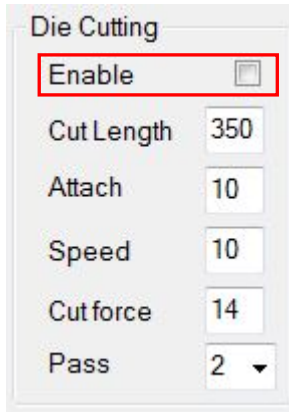 Die Cutting
Enable
Cut Length 350
Attach 10
Speed 10
Cut force 14
Pass 2